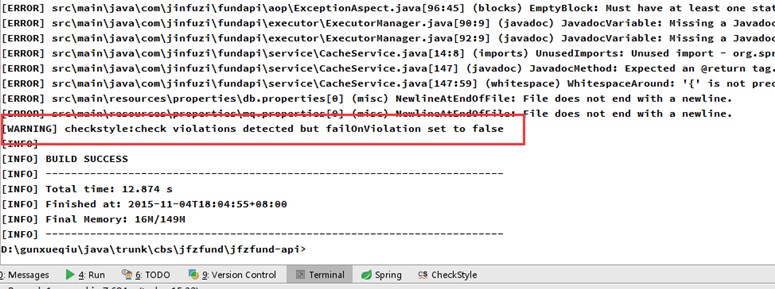 [ERROR] src\main\java\com\jinfuzi\fundapi\aop\ExceptionAspect.java[96:45] (blocks) EmptyBlock: Must have at least one
[ERROR] src\main\java\com\jinfuzi\fundapi\executor\ExecutorManager.java[90:9] (javadoc) JavadocVariable: Missing a
[ERROR] src\main\java\com\jinfuzi\fundapi\executor\ExecutorManager.java[92:9] (javadoc) JavadocVariable: Missing a
[ERROR] src\main\java\com\jinfuzi\fundapi\service\CacheService.java[14:8] (imports) UnusedImports: Unused import -
[ERROR] src\main\java\com\jinfuzi\fundapi\service\CacheService.java[147] (javadoc) JavadocMethod: Expected an @return tag.
[ERROR] src\main\java\com\jinfuzi\fundapi\service\CacheService.java[147:59] (whitespace) WhitespaceAround: '{' is not
[ERROR] src\main\resources\properties\db.properties[0] (misc) NewlineAtEndOfFile: File does not end with a newline.
[ERROR] src\main\resources\properties\mq.properties[0] (misc) NewlineAtEndOfFile: File does not end with a newline.
[WARNING] checkstyle:check violations detected but failOnViolation set to false
[INFO]
[INFO] BUILD SUCCESS
[INFO] ------------------------------------------------------------------------
[INFO] Total time: 12.874 s
[INFO] Finished at: 2015-11-04T18:04:55+08:00
[INFO] Final Memory: 16M/149M
[INFO] ------------------------------------------------------------------------
D:\gunxueqiu\java\trunk\cbs\jfzfund\jfzfund-api>
0: Messages 4: Run 6: TODO 9: Version Control Terminal Spring CS CheckStyle